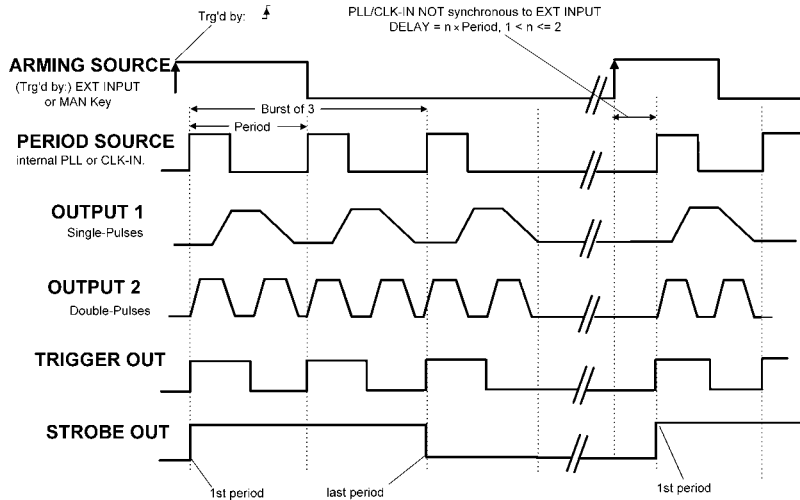 Trg'd by:
PLL/CLK-IN NOT synchronous to EXT INPUT
DELAY = n × Period, 1 < n <= 2
ARMING SOURCE
(Trg'd by:) EXT INPUT
or MAN Key
Burst of 3
Period
PERIOD SOURCE
internal PLL or CLK-IN.
OUTPUT 1
Single-Pulses
OUTPUT 2
Double-Pulses
TRIGGER OUT
STROBE OUT
1st period
last period
1st period